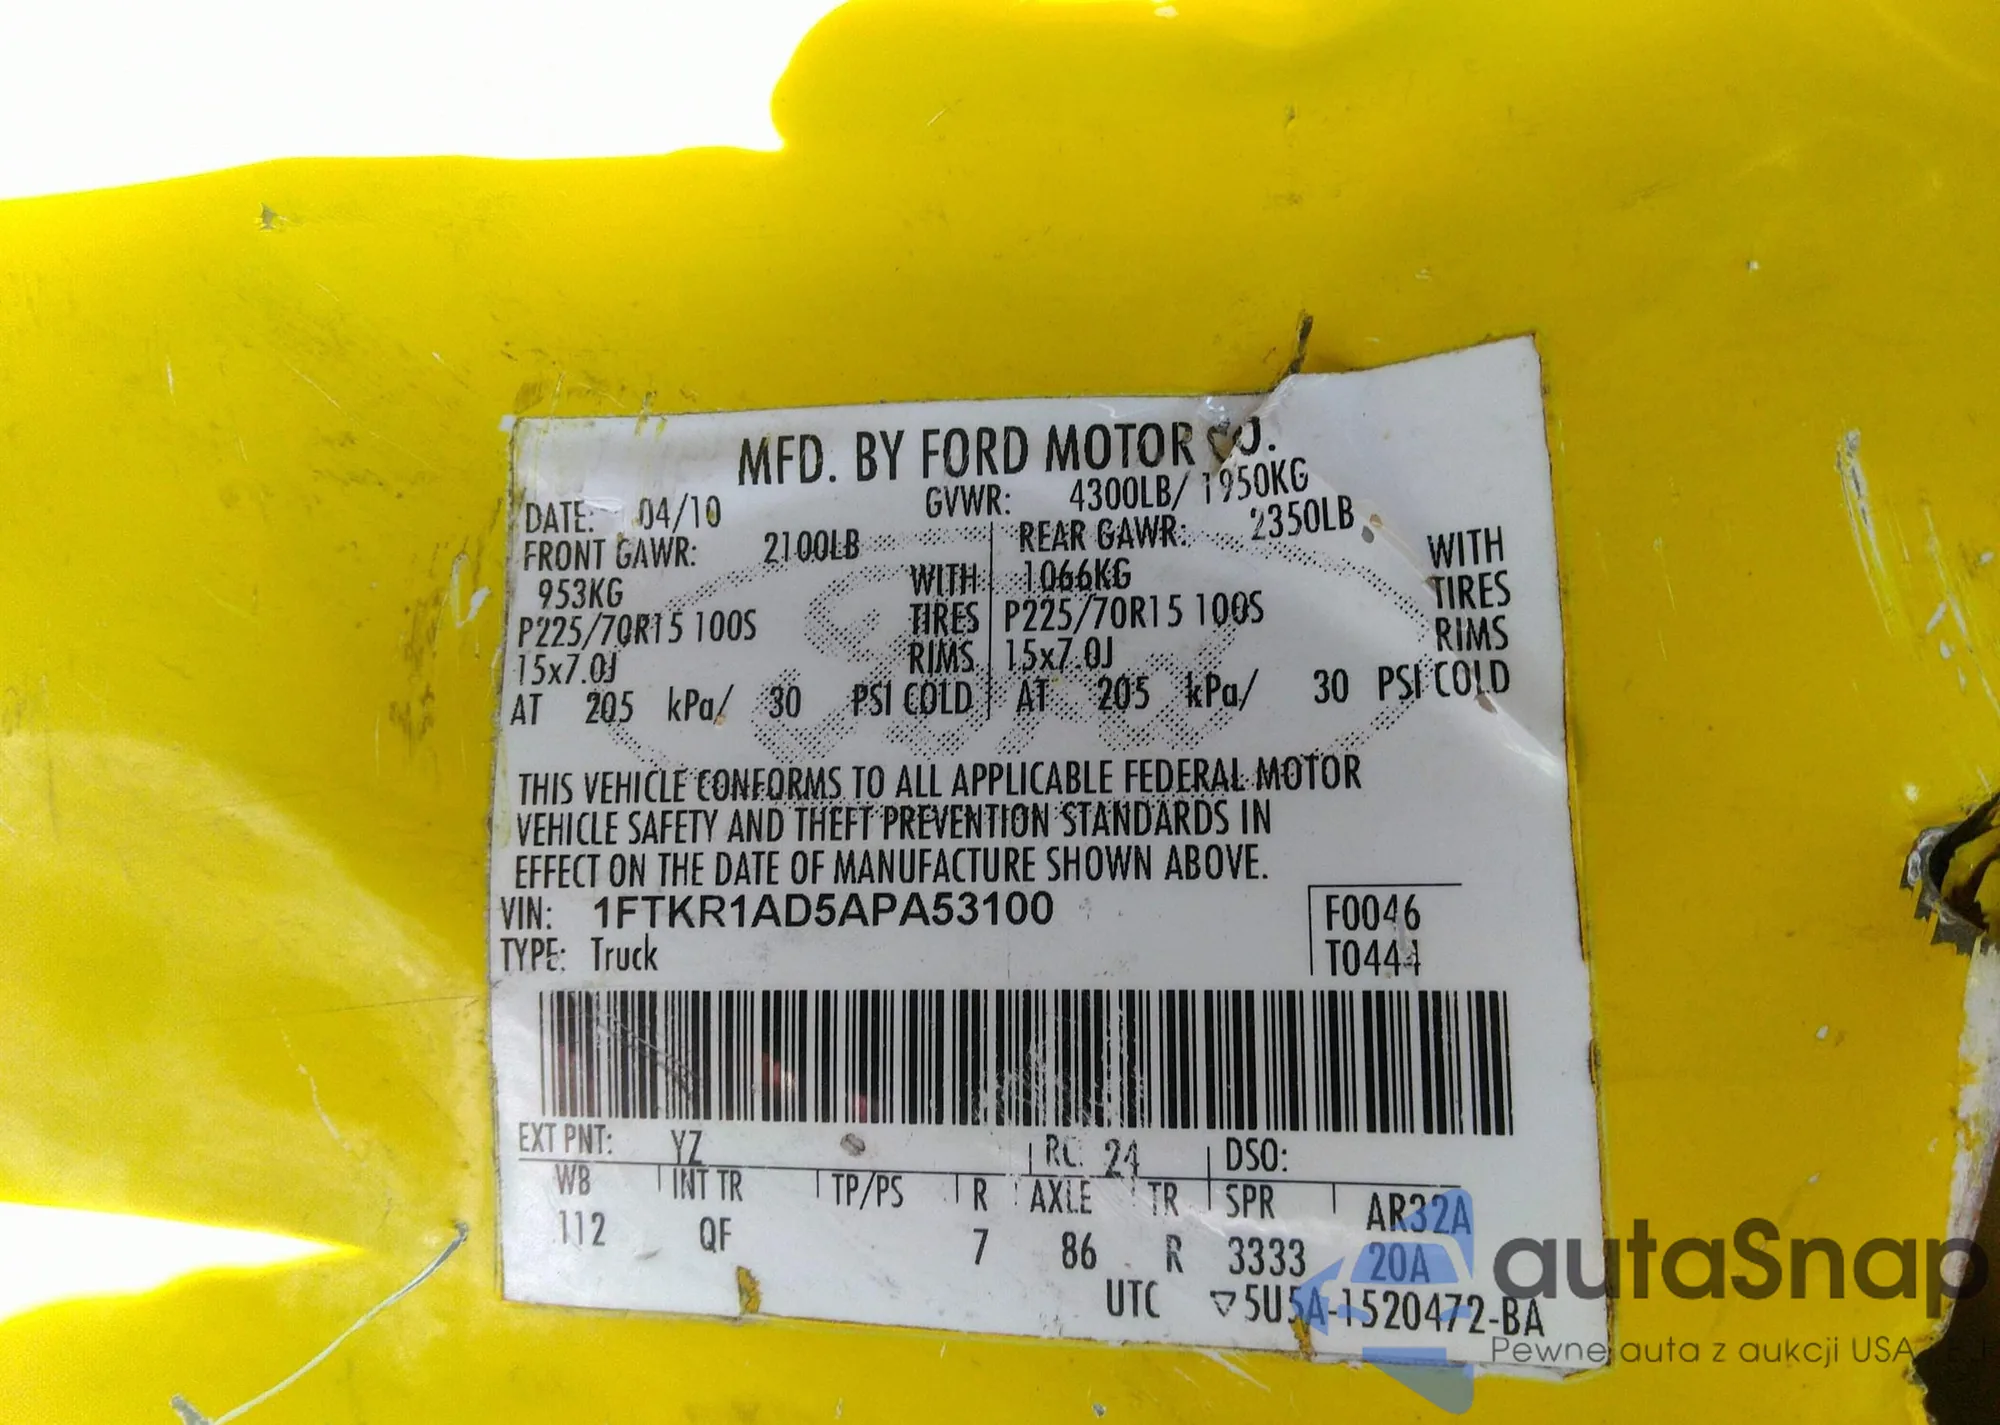 MFD. BY FORD MOTOR CO.
DATE: 04/10 GVWR: 4300LB/ 1950KG
FRONT GAWR: 2100LB REAR GAWR: 2350LB
953KG WITH 1066KG WITH
P225/70R15 100S TIRES P225/70R15 100S TIRES
15x7.0J RIMS 15x7.0J RIMS
AT 205 kPa/ 30 PSI COLD AT 205 kPa/ 30 PSI COLD
THIS VEHICLE CONFORMS TO ALL APPLICABLE FEDERAL MOTOR
VEHICLE SAFETY AND THEFT PREVENTION STANDARDS IN
EFFECT ON THE DATE OF MANUFACTURE SHOWN ABOVE.
VIN: 1FTKR1AD5APA53100 F0046
TYPE: Truck T0444
EXT PNT: YZ RC: 24 DSO:
WB INT TR TP/PS R AXLE TR SPR AR32A
112 QF 7 86 R 3333 20A
UTC ▽5U5A-1520472-BA
autaSnap
Pewne auta z aukcji USA